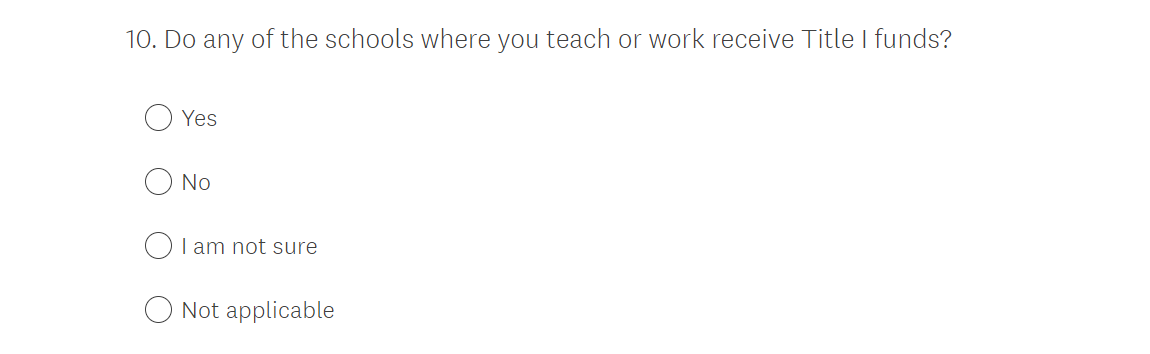 10. Do any of the schools where you teach or work receive Title I funds?
Yes
No
I am not sure
Not applicable